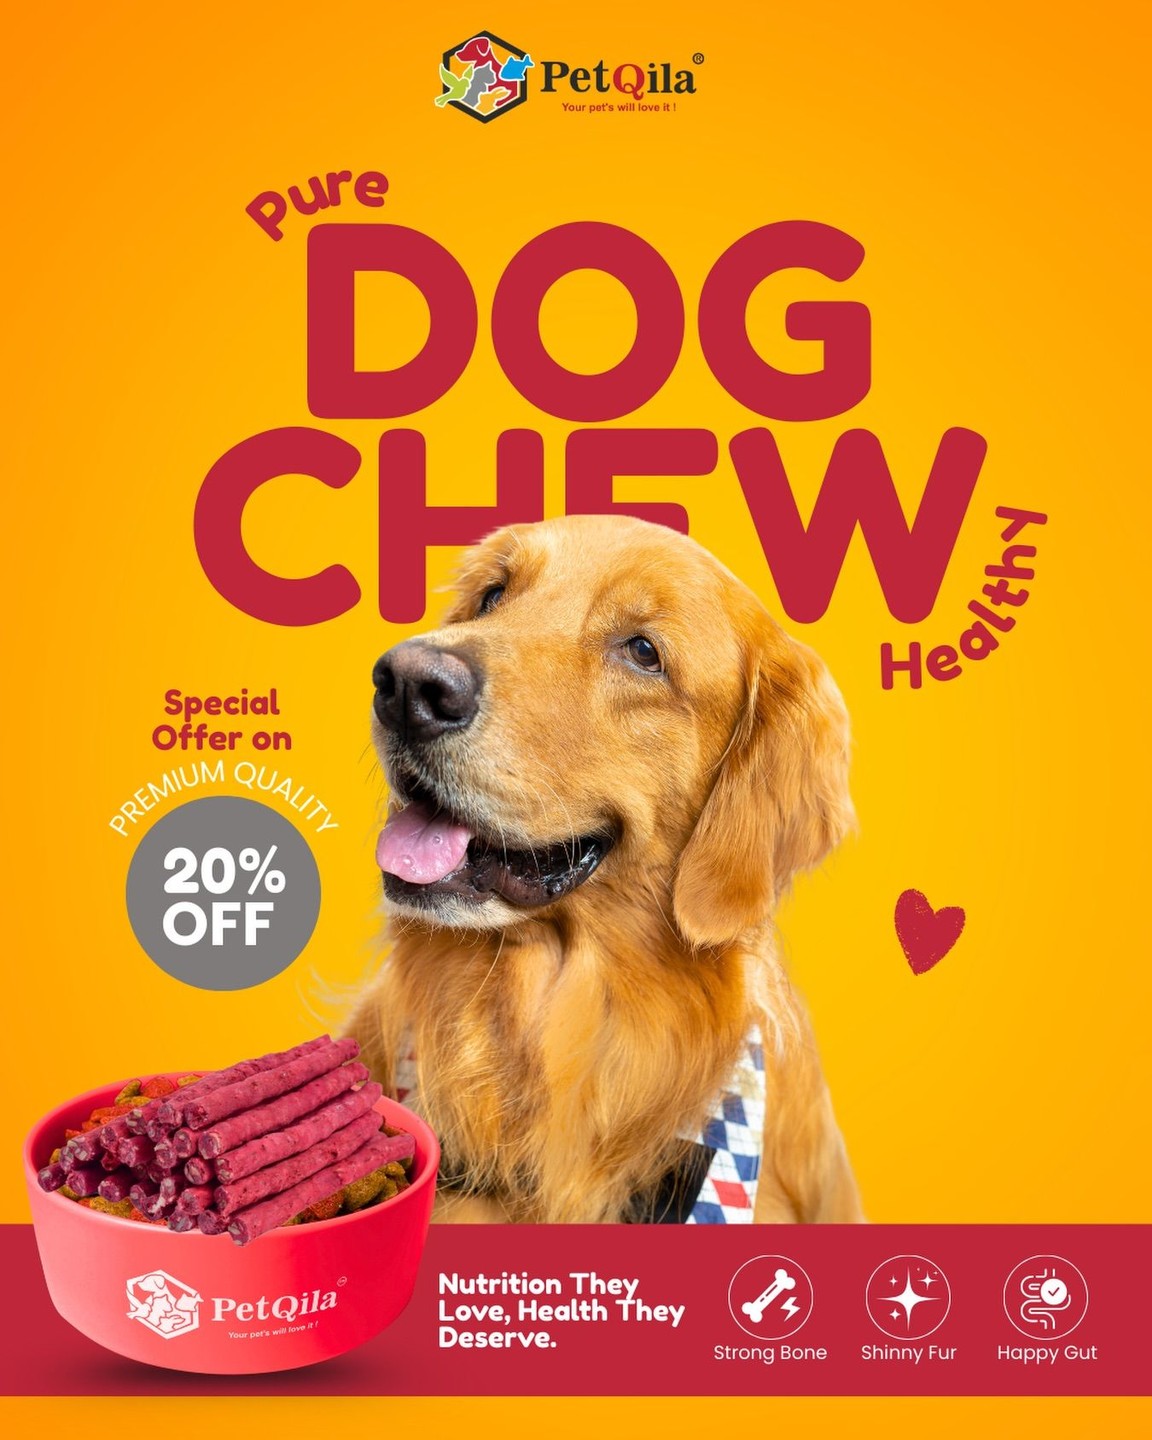 PetQila®
Your pet's will love it !
Pure
DOG
CHEW
Healthy
Special
Offer on
PREMIUM QUALITY
20%
OFF
PetQila
Your pet's will love it !
Nutrition They
Love, Health They
Deserve.
Strong Bone
Shinny Fur
Happy Gut